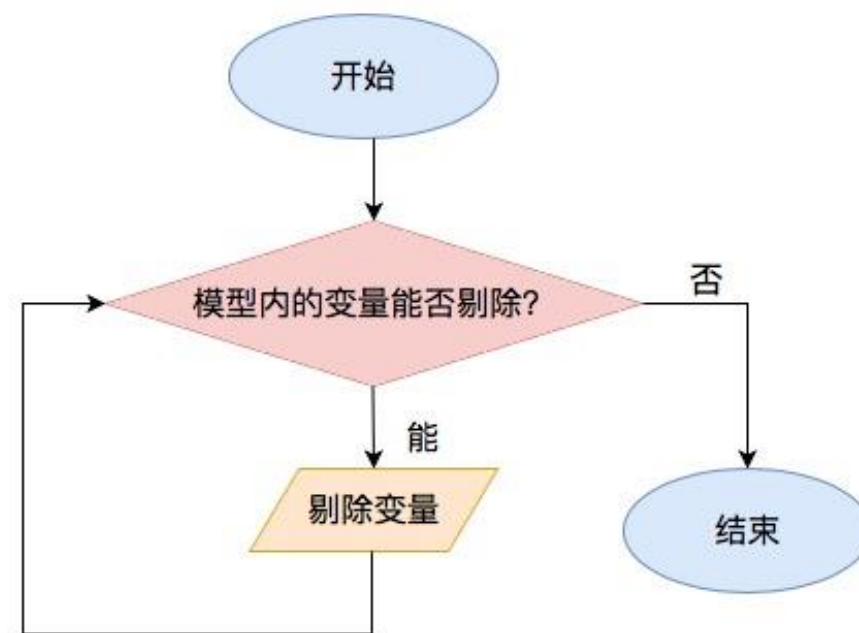 开始
模型内的变量能否剔除?
否
能
剔除变量
结束